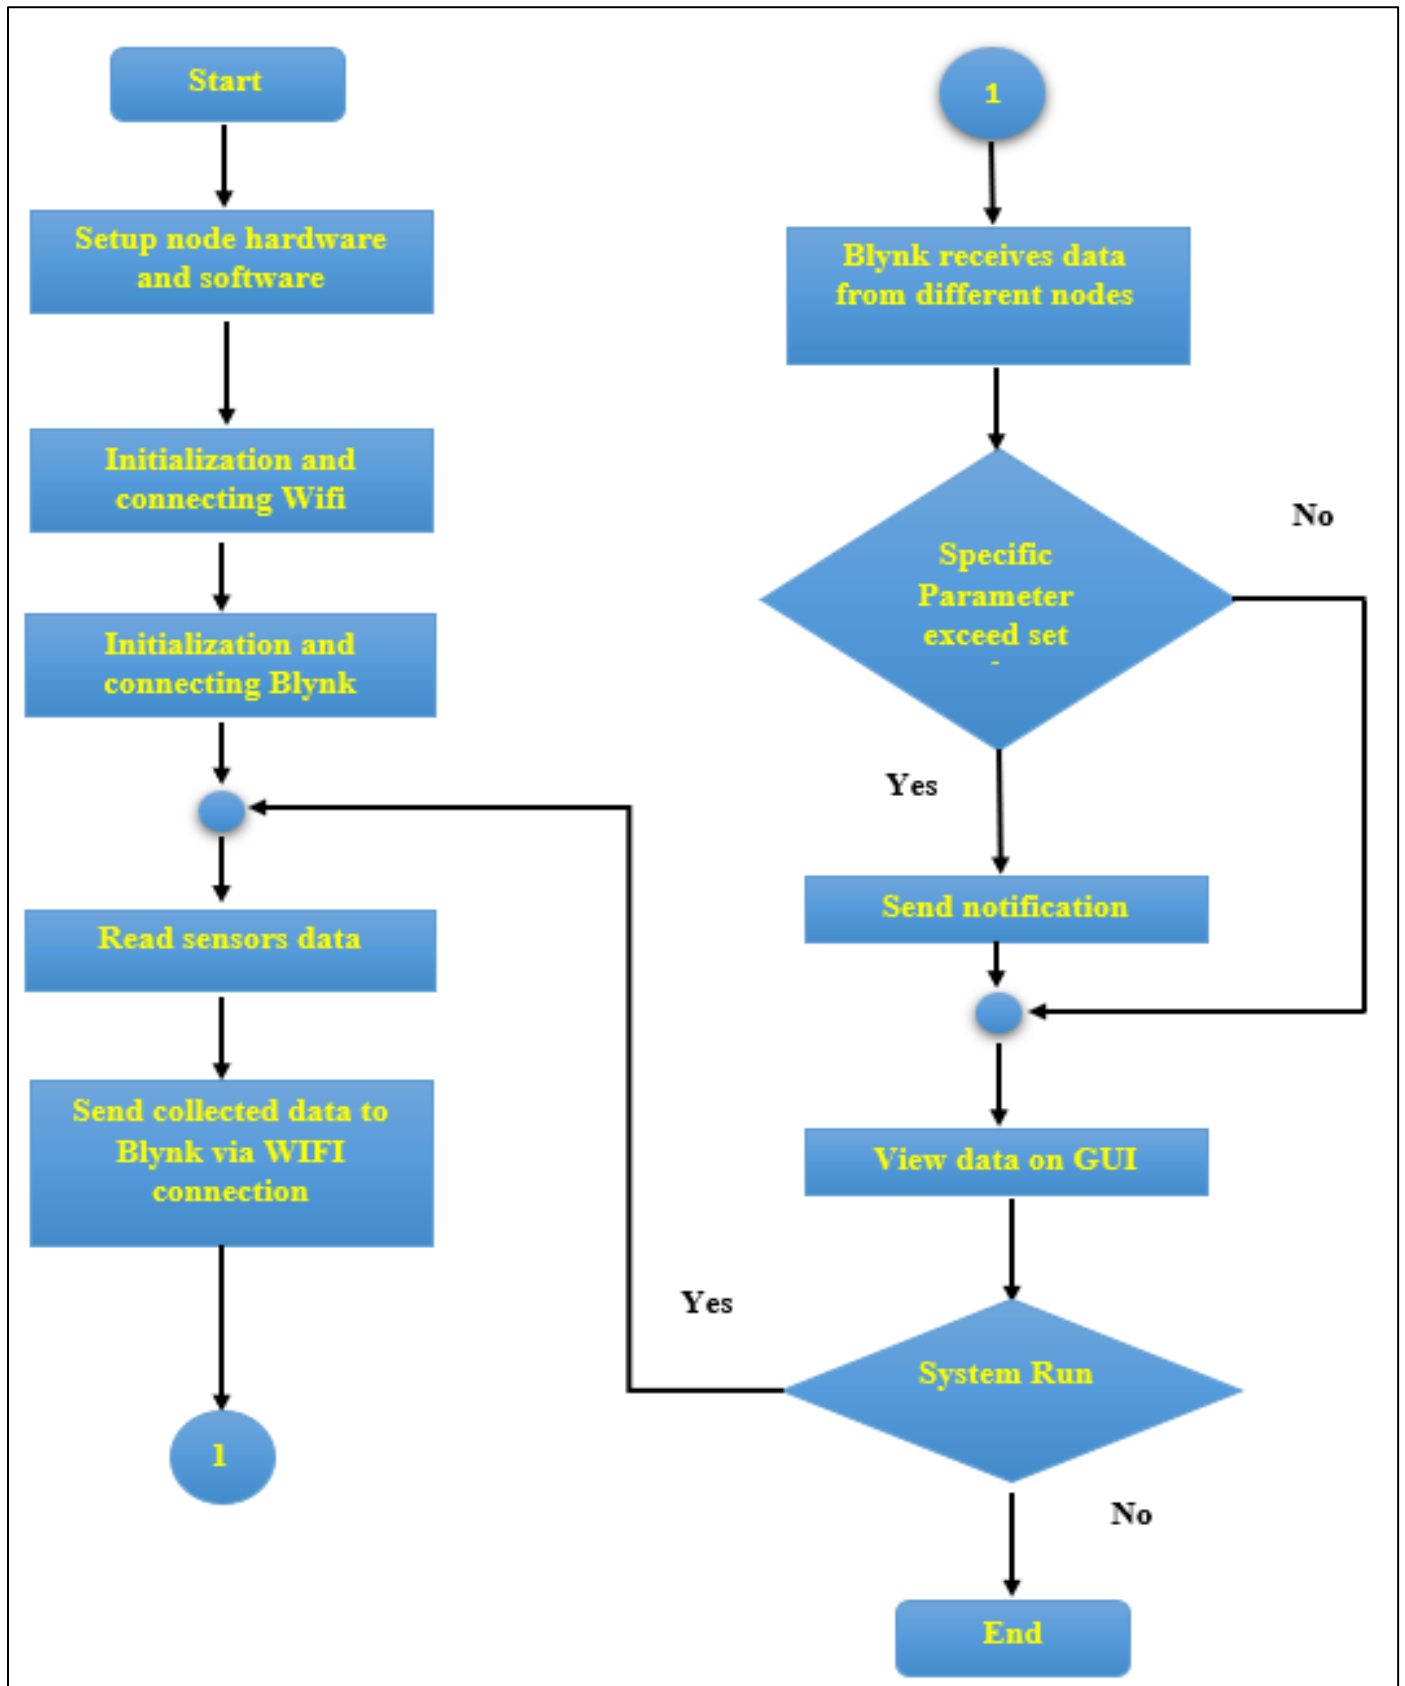 Start
Setup node hardware
and software
Initialization and
connecting Wifi
Initialization and
connecting Blynk
Read sensors data
Send collected data to
Blynk via WIFI
connection
1
1
Blynk receives data
from different nodes
Specific
Parameter
exceed set
No
Yes
Send notification
View data on GUI
System Run
Yes
No
End